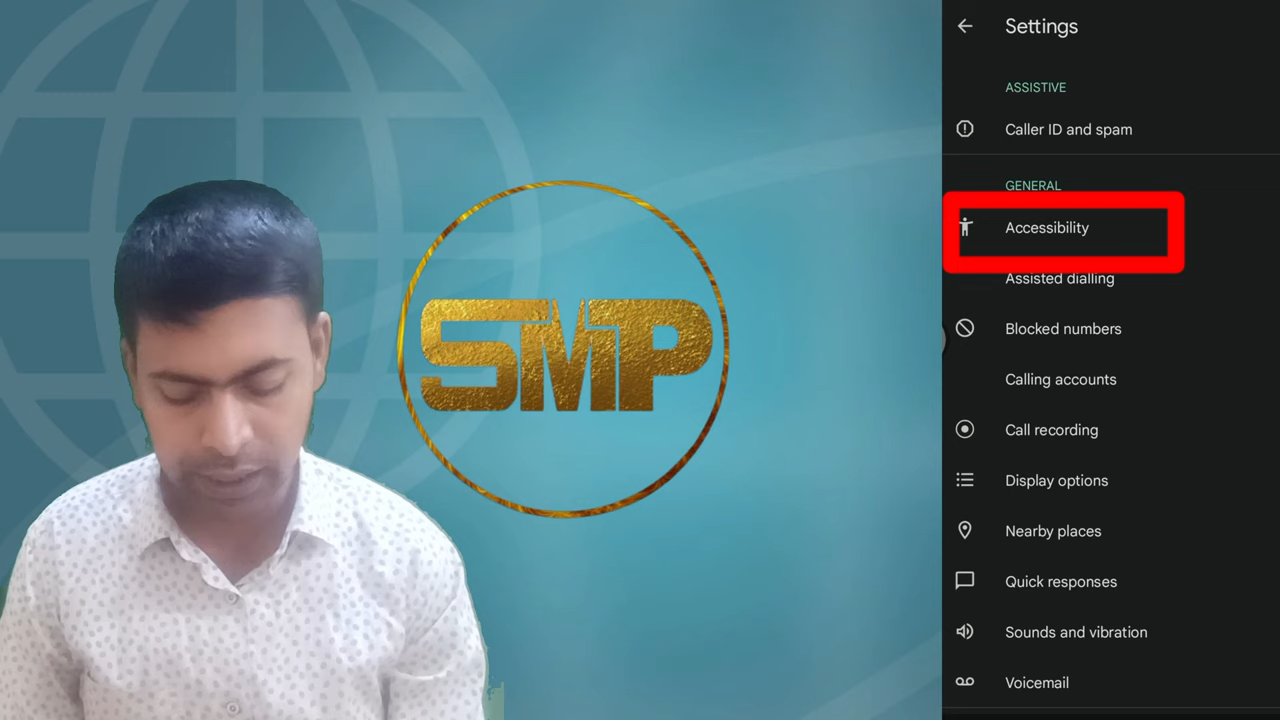 SMP
Settings
ASSISTIVE
Caller ID and spam
GENERAL
Accessibility
Assisted dialling
Blocked numbers
Calling accounts
Call recording
Display options
Nearby places
Quick responses
Sounds and vibration
Voicemail